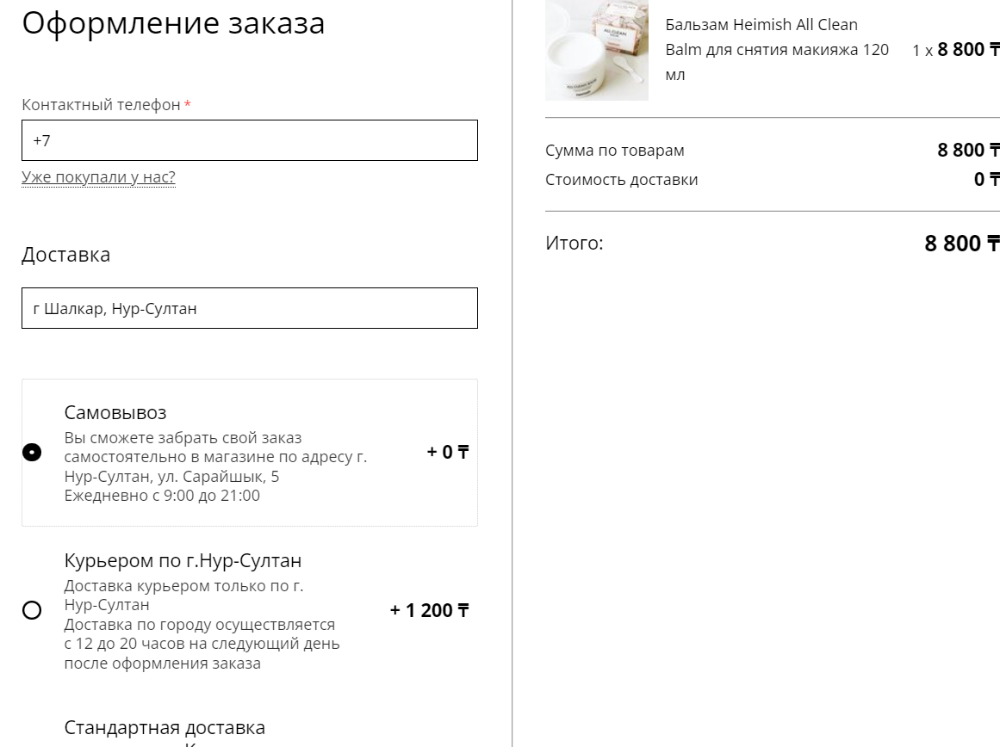 Оформление заказа
Контактный телефон *
+7
Уже покупали у нас?
Доставка
г Шалкар, Нур-Султан
Самовывоз
Вы сможете забрать свой заказ
самостоятельно в магазине по адресу г.
Нур-Султан, ул. Сарайшык, 5
Ежедневно с 9:00 до 21:00
+ 0 ₸
Курьером по г.Нур-Султан
Доставка курьером только по г.
Нур-Султан
Доставка по городу осуществляется
с 12 до 20 часов на следующий день
после оформления заказа
+ 1 200 ₸
Стандартная доставка
ALL CLEAN
Бальзам Heimish All Clean
Balm для снятия макияжа 120
мл
1 x 8 800 ₸
Сумма по товарам
8 800 ₸
Стоимость доставки
0 ₸
Итого:
8 800 ₸